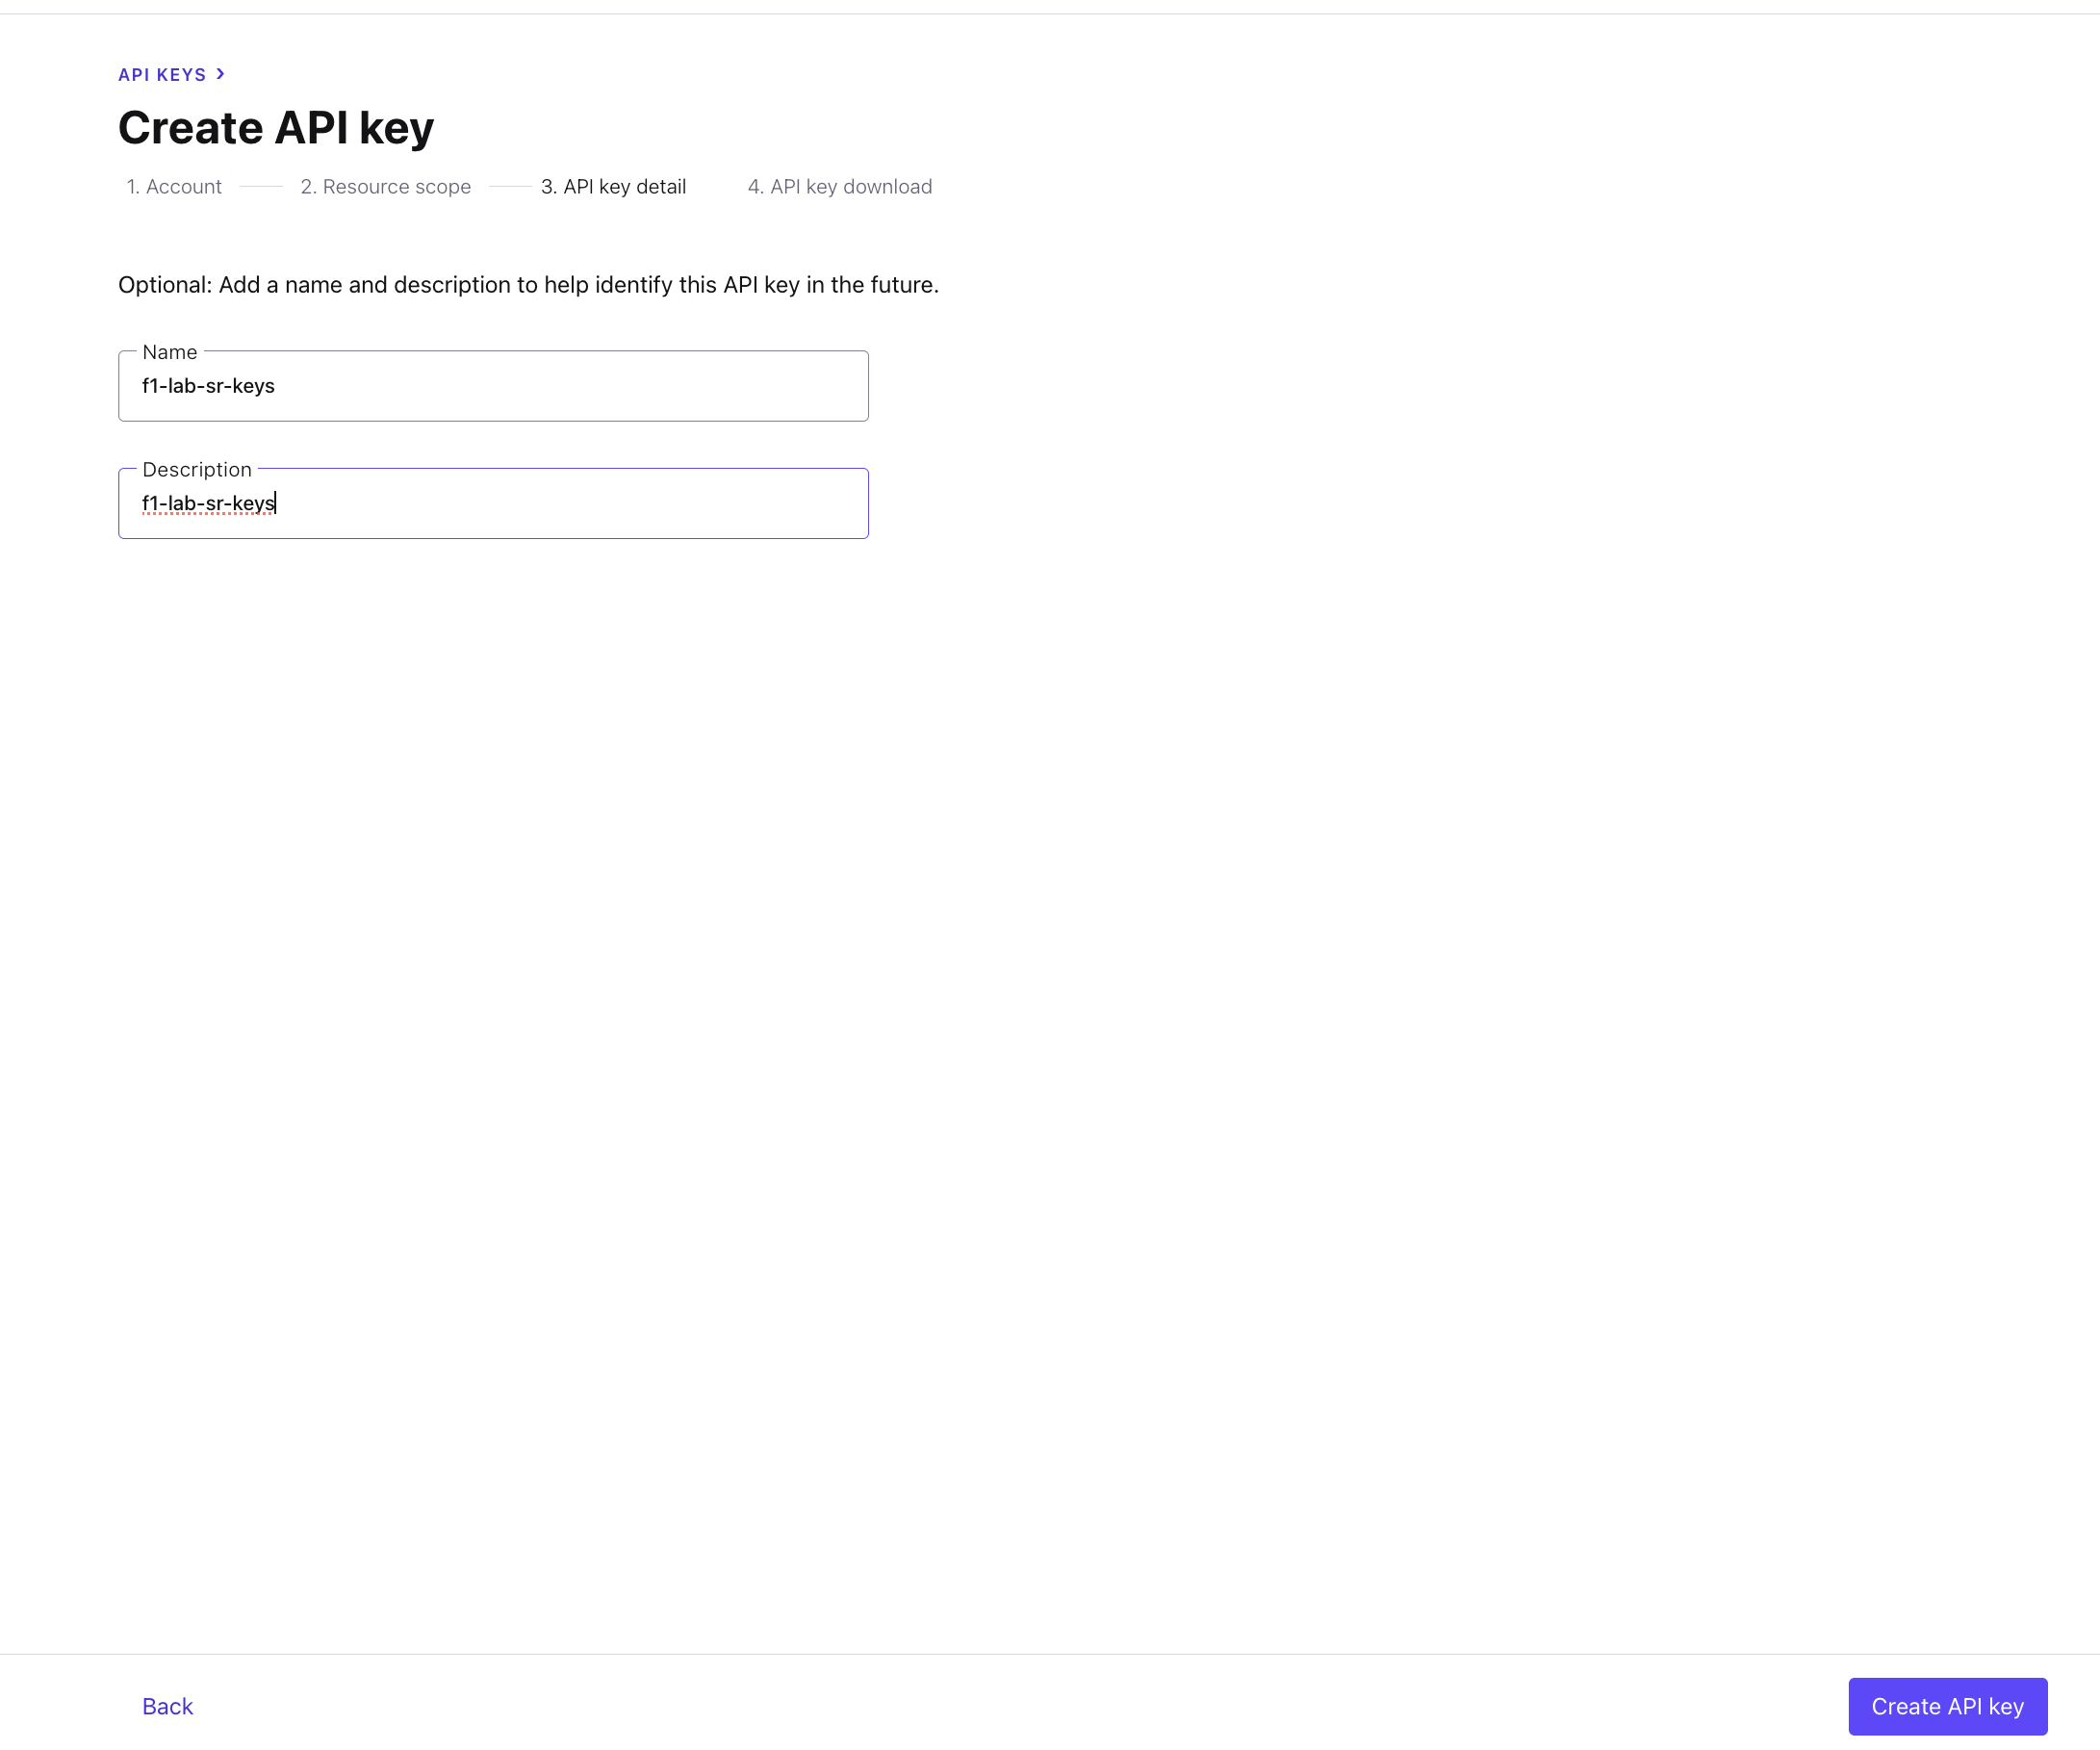 API KEYS >
Create API key
1. Account 2. Resource scope 3. API key detail 4. API key download
Optional: Add a name and description to help identify this API key in the future.
Name
f1-lab-sr-keys
Description
f1-lab-sr-keys
Back Create API key